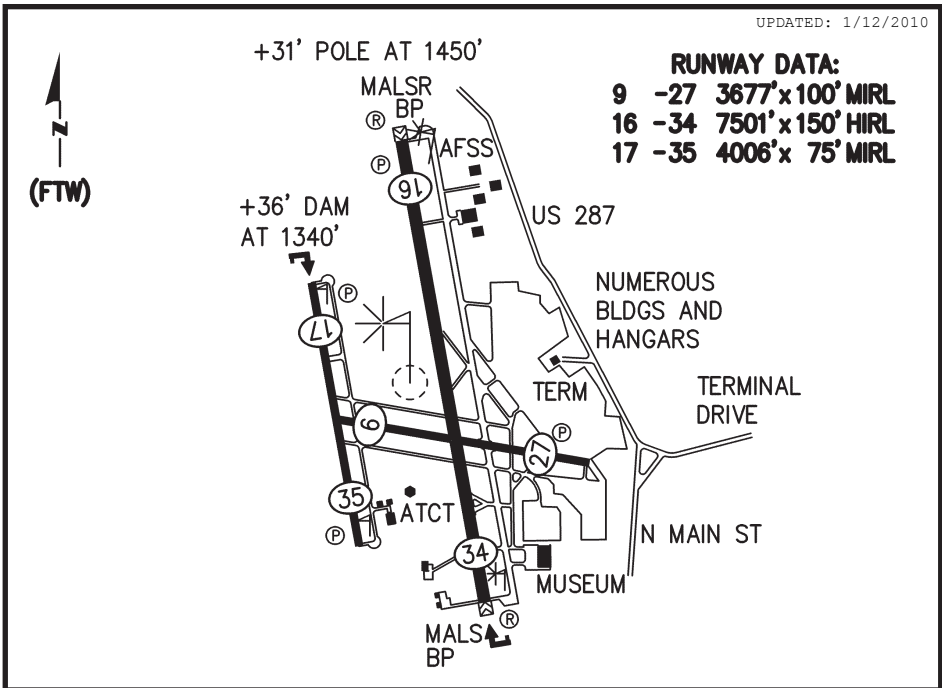 UPDATED: 1/12/2010
+31' POLE AT 1450'
RUNWAY DATA:
9 -27 3677'x100' MIRL
16 -34 7501'x150' HIRL
17 -35 4006'x 75' MIRL
N
(FTW)
MALSR
BP
R
P
AFSS
16
US 287
+36' DAM
AT 1340'
P
17
NUMEROUS
BLDGS AND
HANGARS
TERM
TERMINAL
DRIVE
9
P
27
35
ATCT
P
N MAIN ST
34
MUSEUM
R
MALS
BP